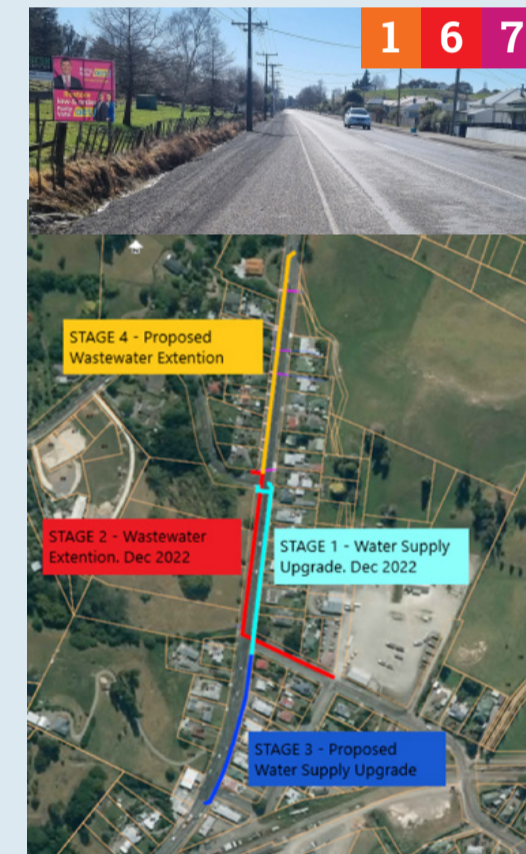 1 6 7
STAGE 4 - Proposed
Wastewater Extention
STAGE 2 - Wastewater
Extention. Dec 2022
STAGE 1 - Water Supply
Upgrade. Dec 2022
STAGE 3 - Proposed
Water Supply Upgrade